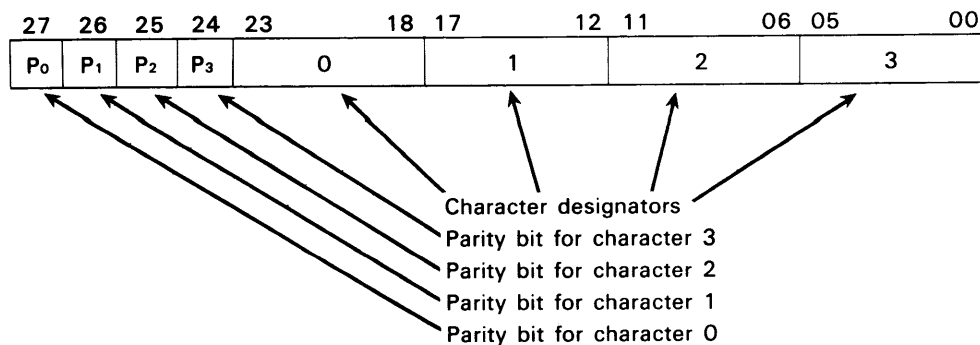 27 26 25 24 23 18 17 12 11 06 05 00
P0 P1 P2 P3 0 1 2 3
Character designators
Parity bit for character 3
Parity bit for character 2
Parity bit for character 1
Parity bit for character 0